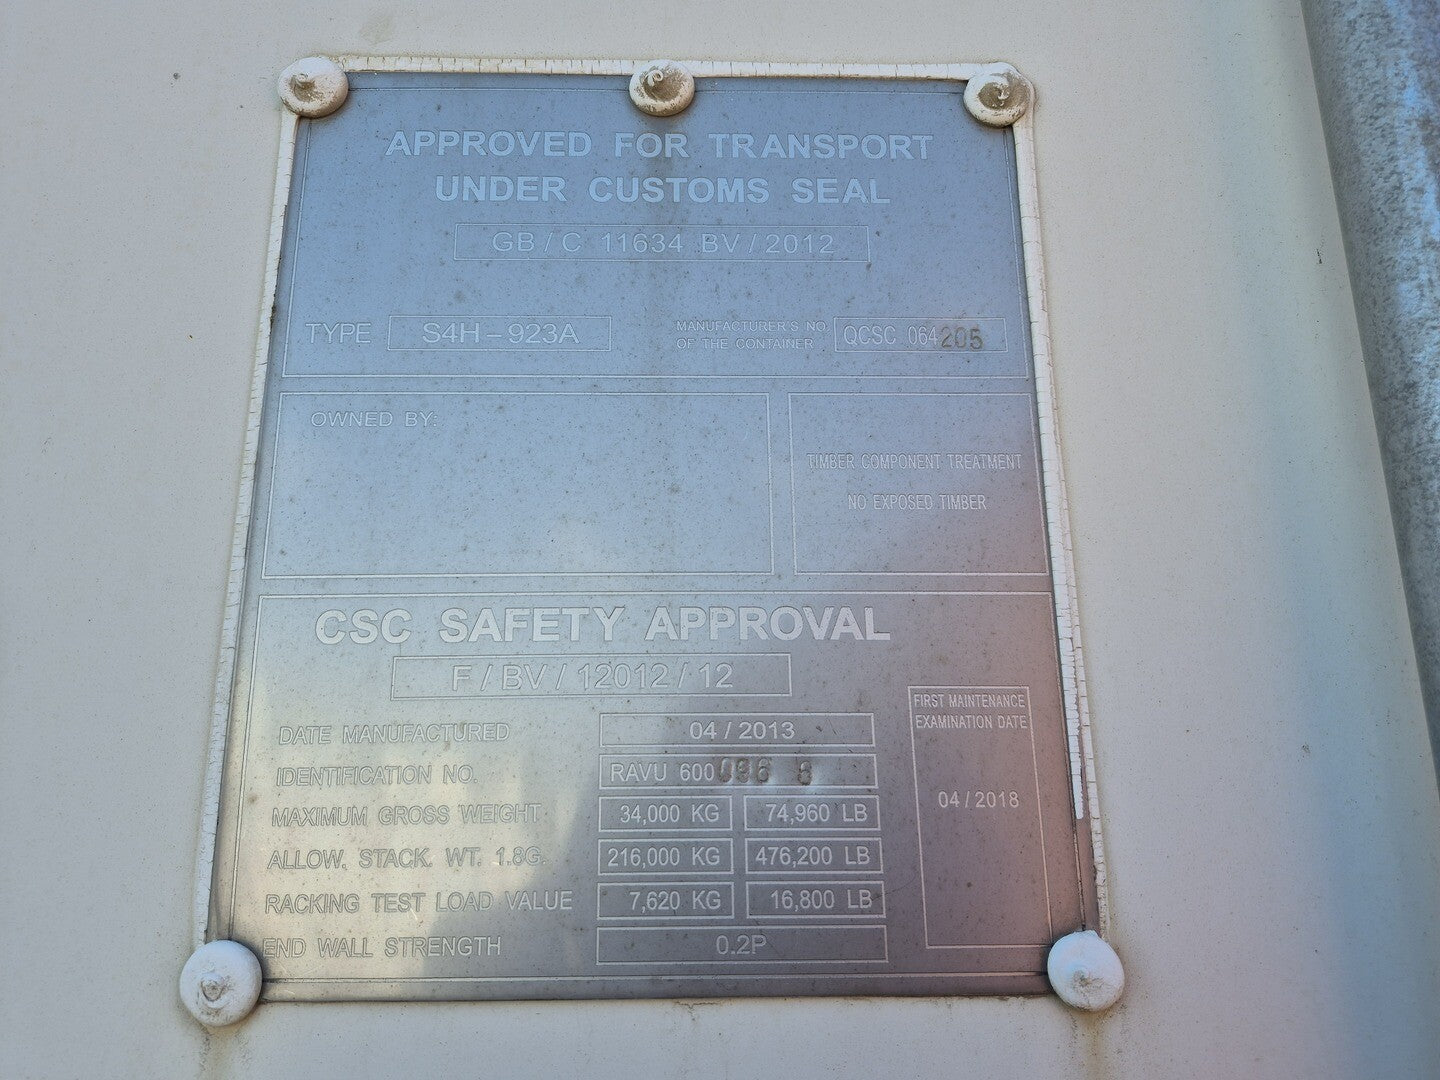 APPROVED FOR TRANSPORT
UNDER CUSTOMS SEAL
GB / C 11634 BV / 2012
TYPE S4H - 923A
MANUFACTURER'S NO.
OF THE CONTAINER
QCSC 064205
OWNED BY:
TIMBER COMPONENT TREATMENT
NO EXPOSED TIMBER
CSC SAFETY APPROVAL
F / BV / 12012 / 12
DATE MANUFACTURED 04 / 2013
IDENTIFICATION NO. RAVU 600096 8
MAXIMUM GROSS WEIGHT 34,000 KG 74,960 LB
ALLOW. STACK. WT. 1.8G. 216,000 KG 476,200 LB
RACKING TEST LOAD VALUE 7,620 KG 16,800 LB
END WALL STRENGTH 0.2P
FIRST MAINTENANCE
EXAMINATION DATE
04 / 2018